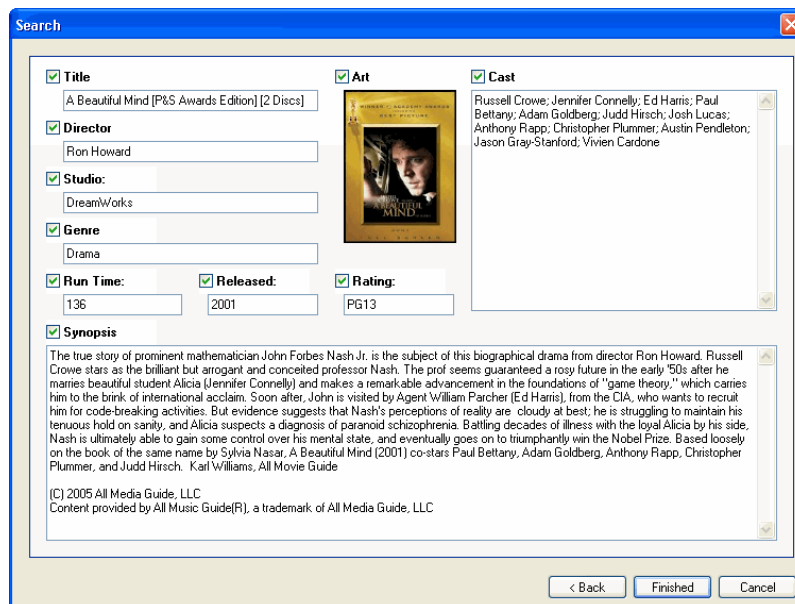 Search
Title
A Beautiful Mind [P&S Awards Edition] [2 Discs]
Director
Ron Howard
Studio:
DreamWorks
Genre
Drama
Run Time:
136
Released:
2001
Art
WINNER ACADEMY AWARDS
BEST PICTURE
A BEAUTIFUL
MIND
Rating:
PG13
Cast
Russell Crowe; Jennifer Connelly; Ed Harris; Paul
Bettany; Adam Goldberg; Judd Hirsch; Josh Lucas;
Anthony Rapp; Christopher Plummer; Austin Pendleton;
Jason Gray-Stanford; Vivien Cardone
Synopsis
The true story of prominent mathematician John Forbes Nash Jr. is the subject of this biographical drama from director Ron Howard. Russell
Crowe stars as the brilliant but arrogant and conceited professor Nash. The prof seems guaranteed a rosy future in the early '50s after he
marries beautiful student Alicia (Jennifer Connelly) and makes a remarkable advancement in the foundations of "game theory," which carries
him to the brink of international acclaim. Soon after, John is visited by Agent William Parcher (Ed Harris), from the CIA, who wants to recruit
him for code-breaking activities. But evidence suggests that Nash's perceptions of reality are  cloudy at best; he is struggling to maintain his
tenuous hold on sanity, and Alicia suspects a diagnosis of paranoid schizophrenia. Battling decades of illness with the loyal Alicia by his side,
Nash is ultimately able to gain some control over his mental state, and eventually goes on to triumphantly win the Nobel Prize. Based loosely
on the book of the same name by Sylvia Nasar, A Beautiful Mind (2001) co-stars Paul Bettany, Adam Goldberg, Anthony Rapp, Christopher
Plummer, and Judd Hirsch.  Karl Williams, All Movie Guide
(C) 2005 All Media Guide, LLC
Content provided by All Music Guide(R), a trademark of All Media Guide, LLC
< Back
Finished
Cancel